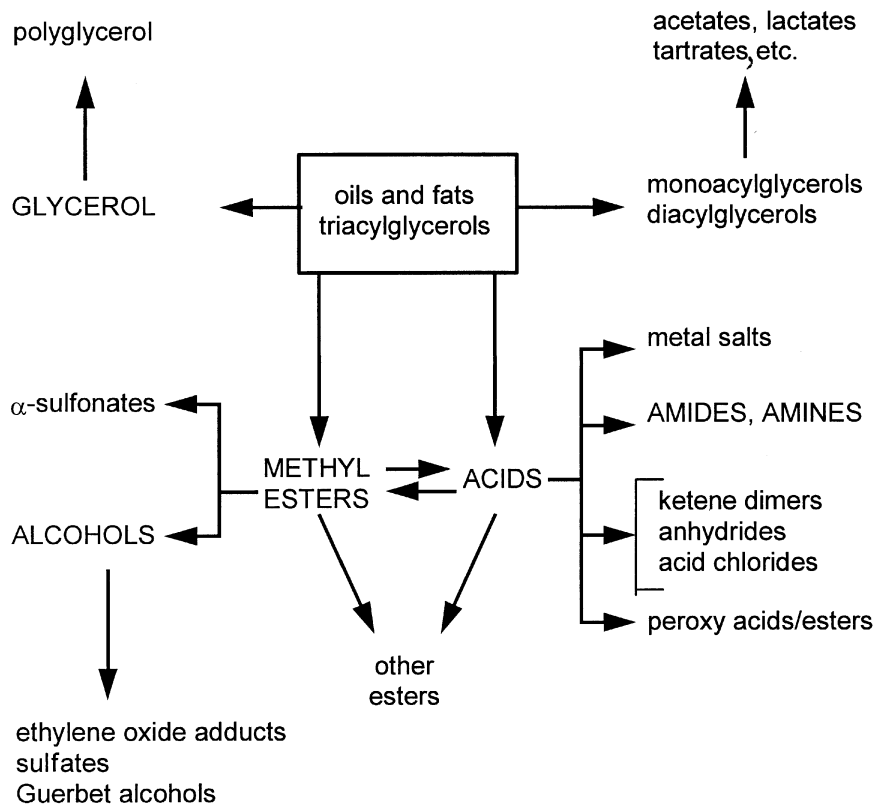 polyglycerol
acetates, lactates
tartrates, etc.
GLYCEROL
oils and fats
triacylglycerols
monoacylglycerols
diacylglycerols
metal salts
α-sulfonates
AMIDES, AMINES
METHYL
ESTERS
ACIDS
ketene dimers
anhydrides
acid chlorides
ALCOHOLS
peroxy acids/esters
other
esters
ethylene oxide adducts
sulfates
Guerbet alcohols